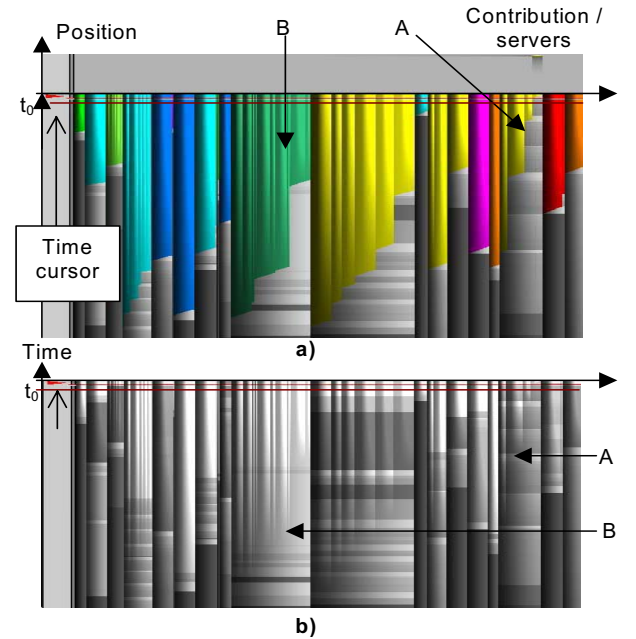 Position
B
A
Contribution /
servers
t0
Time
cursor
a)
Time
t0
A
B
b)